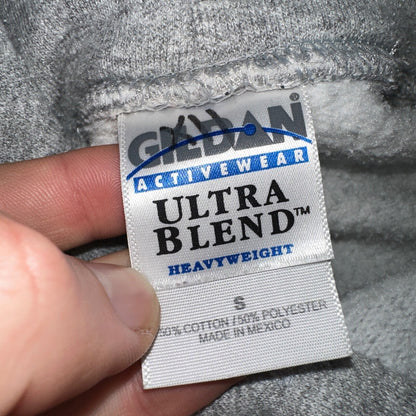 GILDAN
ACTIVEWEAR
ULTRA
BLEND™
HEAVYWEIGHT
S
50% COTTON / 50% POLYESTER
MADE IN MEXICO